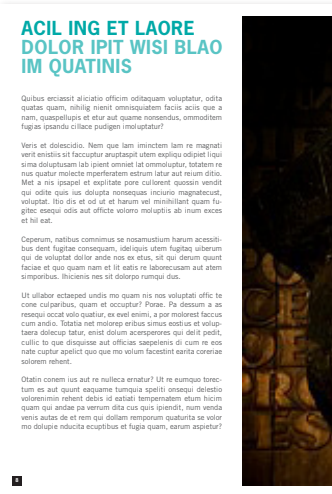 ACIL ING ET LAORE
DOLOR IPIT WISI BLAO
IM QUATINIS
Quibus erciassit aliciatio officim oditaquam voluptatur, odita
quatas quam, nihilig nienit omnisquiatem faciis aciis que a
nam, quaspellupis et etur aut quame nonsendus, ommoditem
fugias ipsandu cillace pudigen imoluptatur?
Veris et dolescidio. Nem que lam iminctem lam re magnati
verit enistiis sit faccuptur aruptaspit utem expliqu odipiet liqui
sima doluptusam lab ipient omniet lat ommoluptur, totatem re
nus quatur molecte mperferatem estrum latur aut reium ditio.
Met a nis ipsapel et explitate pore cullorent quossin vendit
qui odite quis ius dolupta nonsequas inciurio magnatecust,
voluptat. Itio dis et od ut et harum vel minihillant quam fu-
gitec esequi odis aut officte volorro moluptis ab inum exces
et hil eat.
Ceperum, natibus comnimus se nosamustium harum acessiti-
bus dent fugitae consequam, ideliquis utem fugitaq uiberum
qui de voluptat dollor ande nos ex etus, sit qui derum quunt
faciae et quo quam nam et lit eatis re laborecusam aut atem
simporibus. Ihicienis nes sit dolorpo rumqui dus.
Ut ullabor ectaeped undis mo quam nis nos voluptati offic te
cone culparibus, quam et occuptur? Porae. Pa dessum a as
resequi occat volo quatiur, ex evel enimi, a por molorest faccus
cum andio. Totatia net molorep eribus simus eostius et volup-
taera dolecup tatur, enist dolum acersperores qui delit pedit,
cullic to que disquisse aut officias saepelenis di cum re eos
nate cuptur apelict quo que mo volum facestint earita coreriae
solorem rehent.
Otatin conem ius aut re nulleca ernatur? Ut re eumquo torec-
tum es aut quunt eaquame tumquia speliti onsequi delestio
volorenimin rehent debis id eatiati tempernatem etum hicim
quam qui andae pa verrum dita cus quis ipiendit, num venda
venis autas de et rem qui dollam remporum quaturita se volor
mo dolupie nducita ecuptibus et fugia quam, earum aspietur?
8